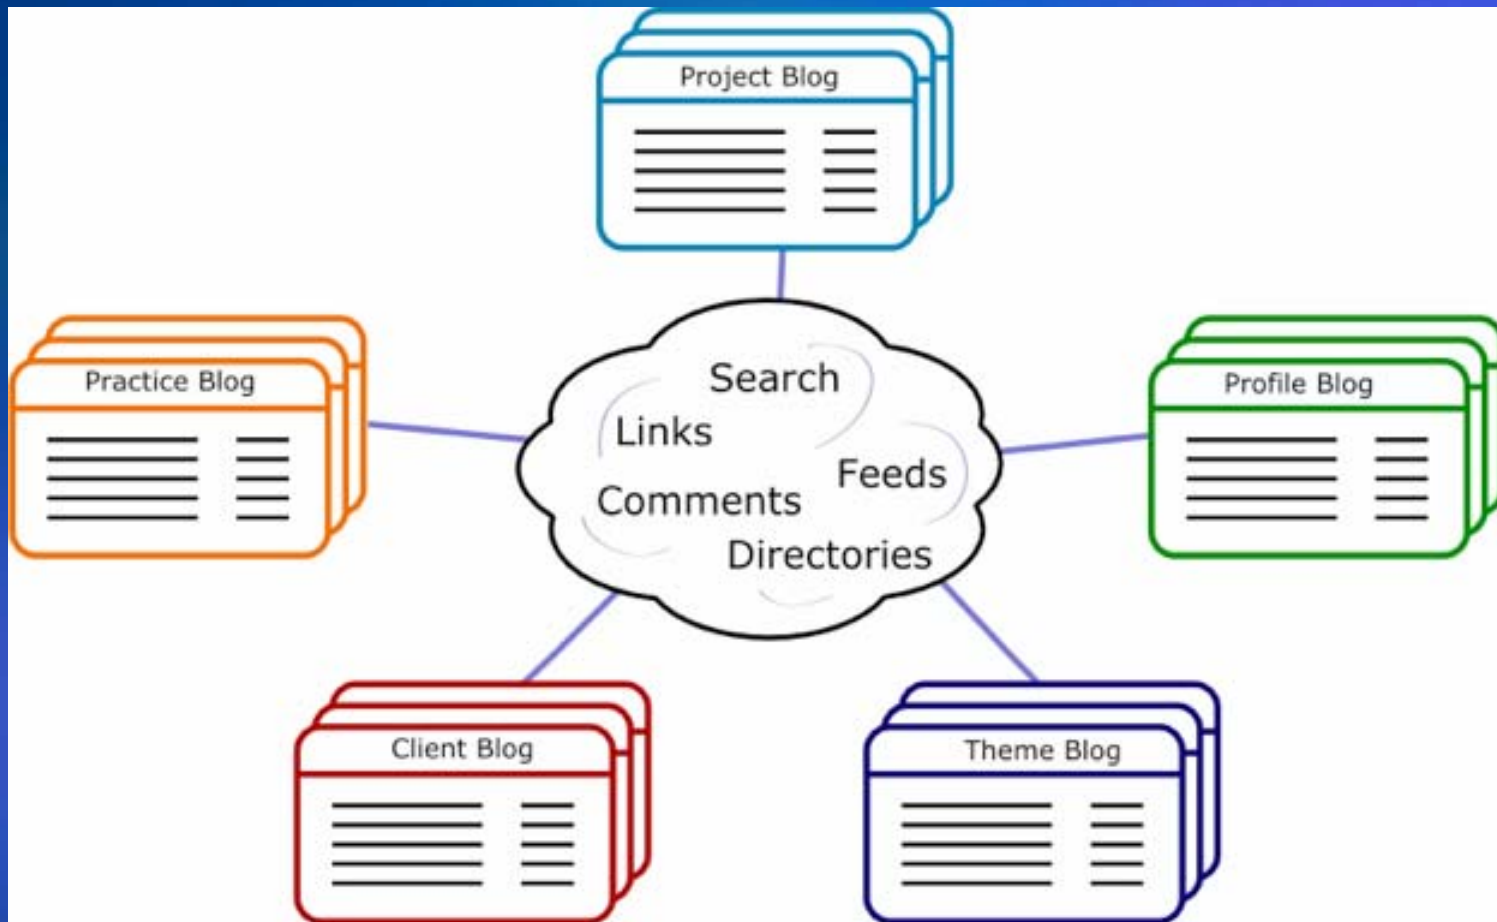 Project Blog
Practice Blog
Profile Blog
Search
Links
Feeds
Comments
Directories
Client Blog
Theme Blog